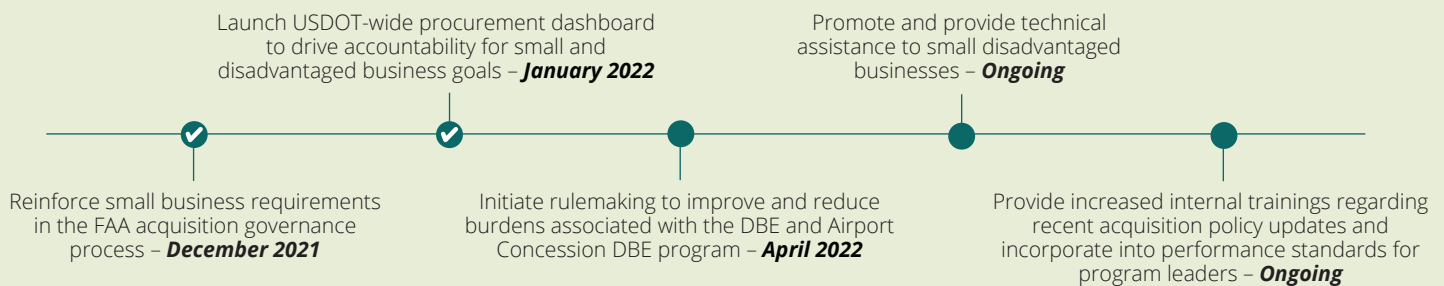 Launch USDOT-wide procurement dashboard
to drive accountability for small and
disadvantaged business goals – January 2022
Promote and provide technical
assistance to small disadvantaged
businesses – Ongoing
Reinforce small business requirements
in the FAA acquisition governance
process – December 2021
Initiate rulemaking to improve and reduce
burdens associated with the DBE and Airport
Concession DBE program – April 2022
Provide increased internal trainings regarding
recent acquisition policy updates and
incorporate into performance standards for
program leaders – Ongoing